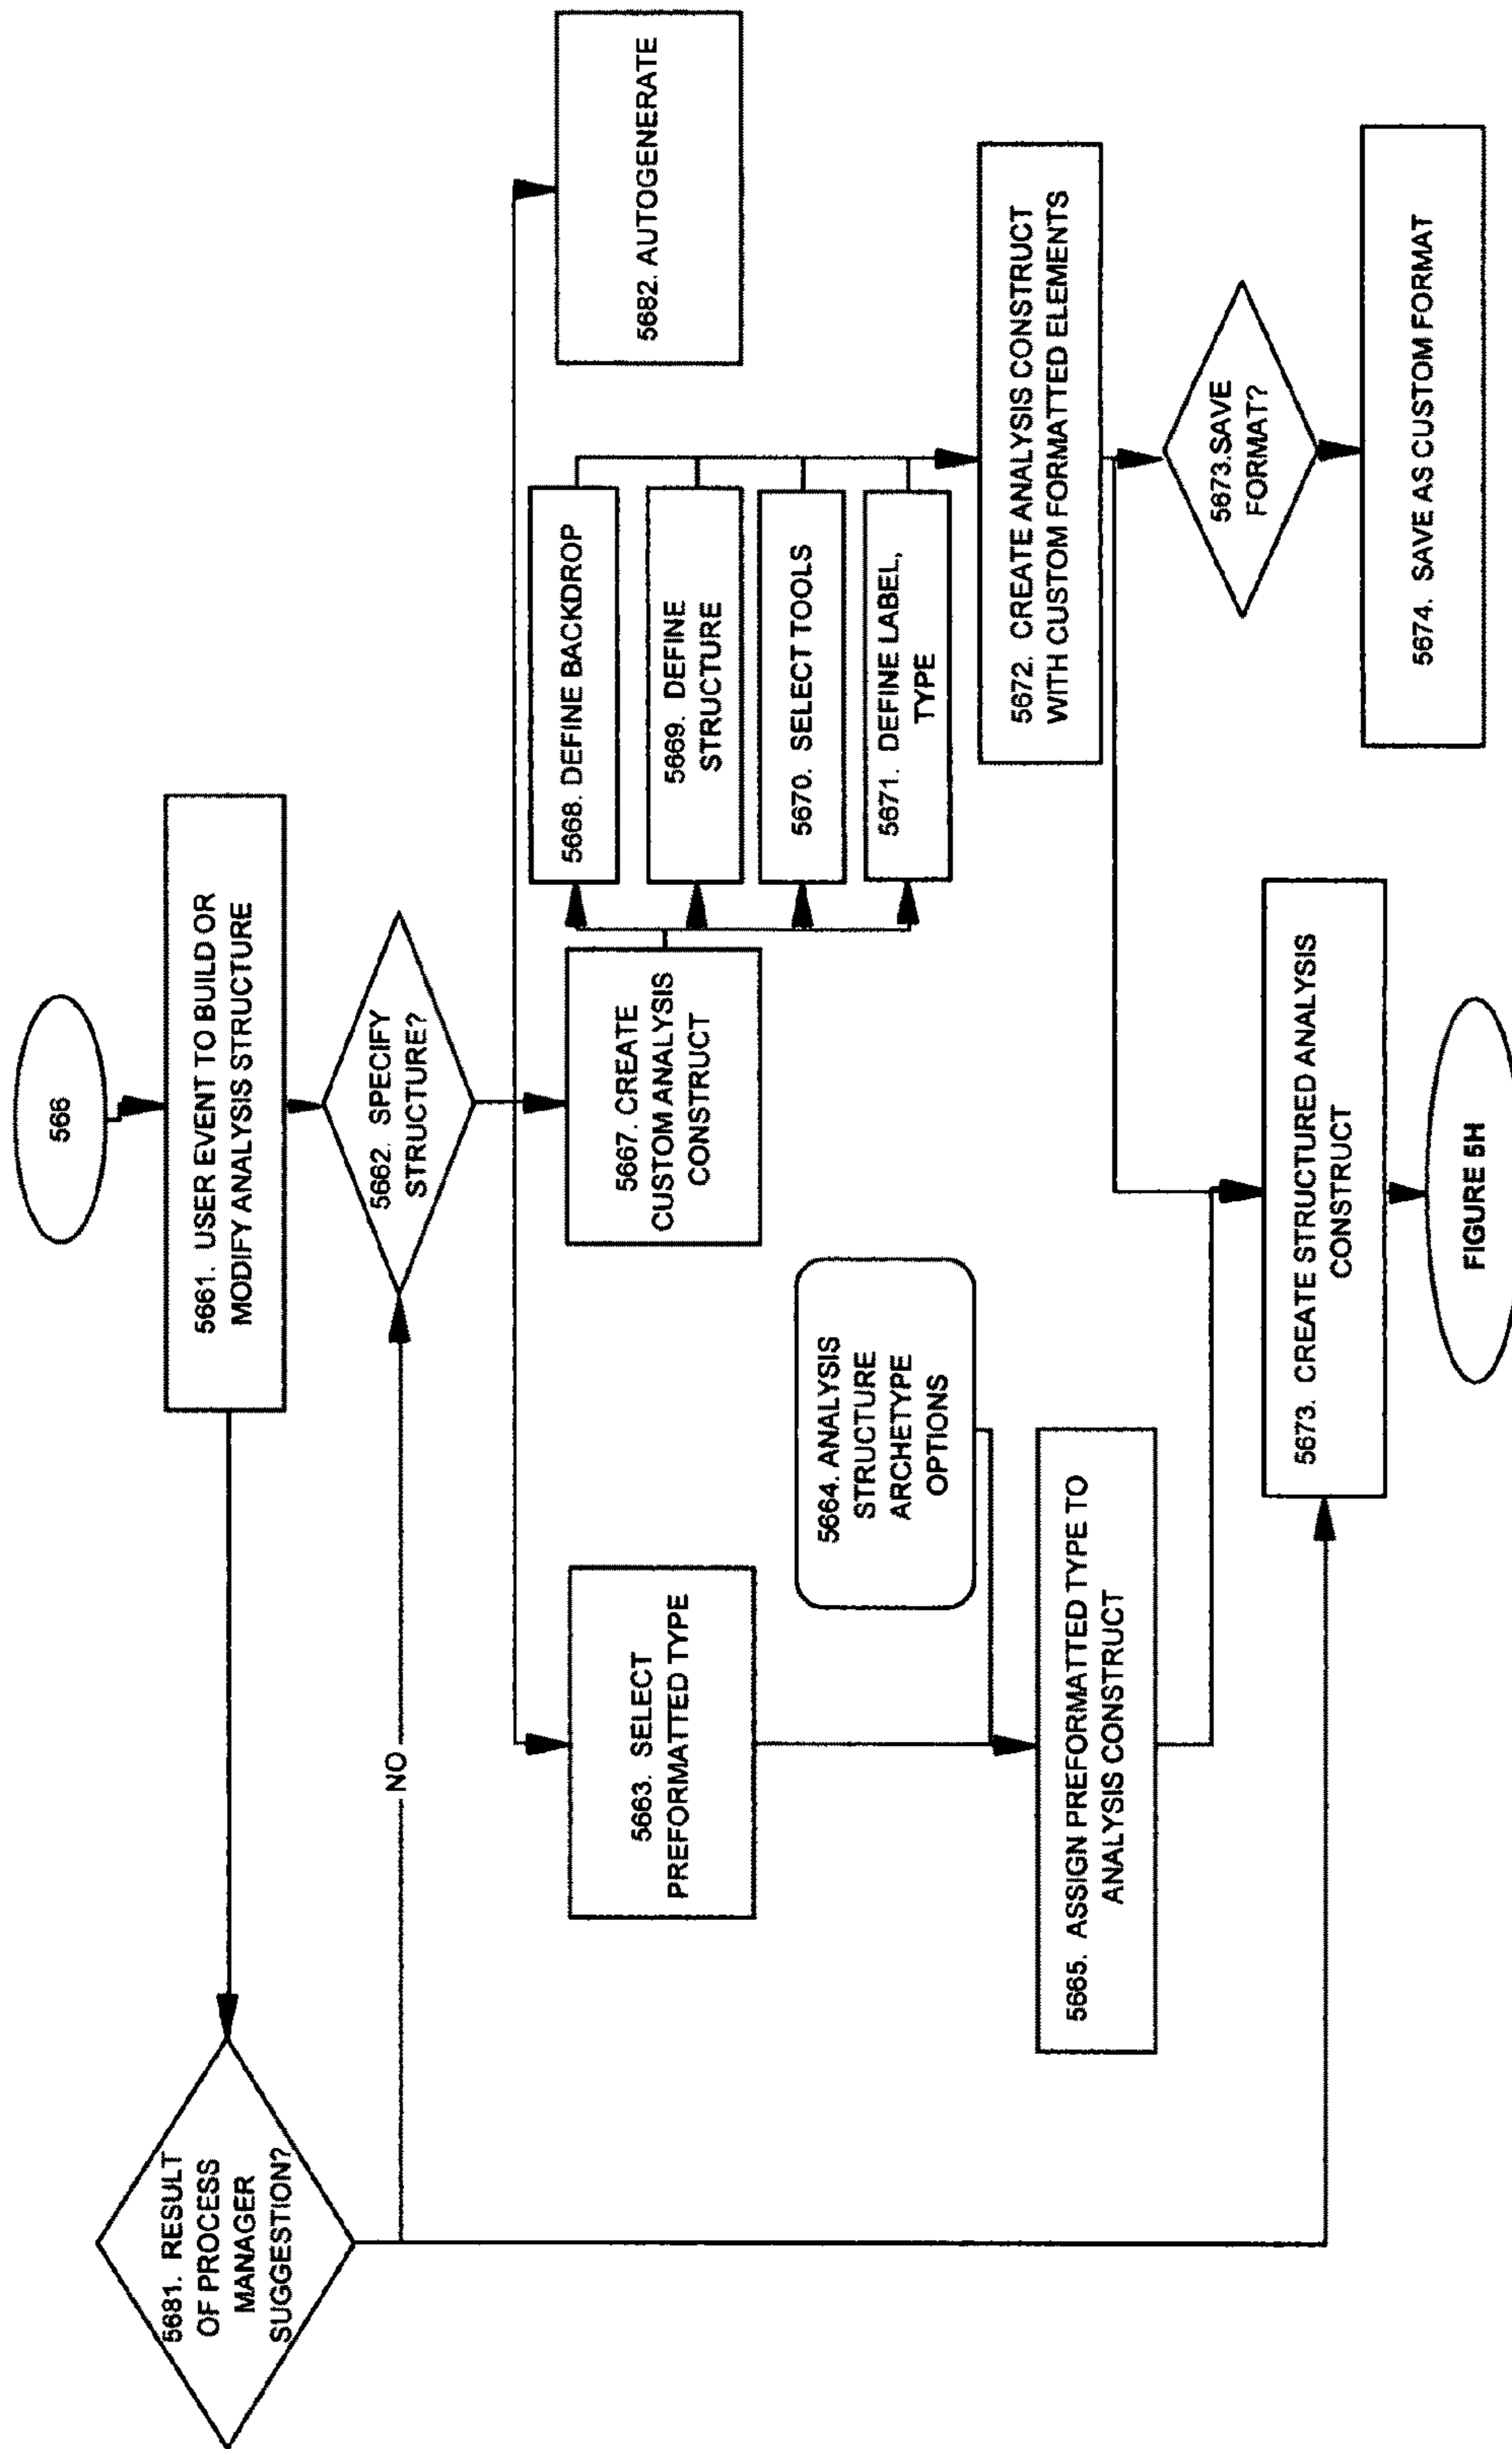 566
5661. USER EVENT TO BUILD OR
MODIFY ANALYSIS STRUCTURE
5681. RESULT
OF PROCESS
MANAGER
SUGGESTION?
5662. SPECIFY
STRUCTURE?
NO
5663. SELECT
PREFORMATTED TYPE
5667. CREATE
CUSTOM ANALYSIS
CONSTRUCT
5668. DEFINE BACKDROP
5669. DEFINE
STRUCTURE
5670. SELECT TOOLS
5671. DEFINE LABEL,
TYPE
5682. AUTOGENERATE
5664. ANALYSIS
STRUCTURE
ARCHETYPE
OPTIONS
5665. ASSIGN PREFORMATTED TYPE TO
ANALYSIS CONSTRUCT
5672. CREATE ANALYSIS CONSTRUCT
WITH CUSTOM FORMATTED ELEMENTS
5673.SAVE
FORMAT?
5673. CREATE STRUCTURED ANALYSIS
CONSTRUCT
5674. SAVE AS CUSTOM FORMAT
FIGURE 5H